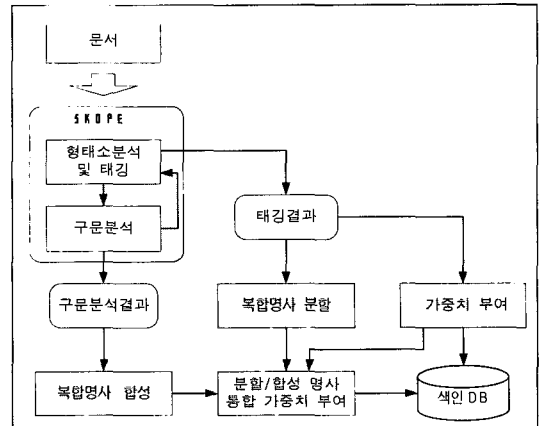 문서
SKOPE
형태소분석
및 태깅
구문분석
태깅결과
구문분석결과
복합명사 분할
가중치 부여
복합명사 합성
분할/합성 명사
통합 가중치 부여
색인 DB